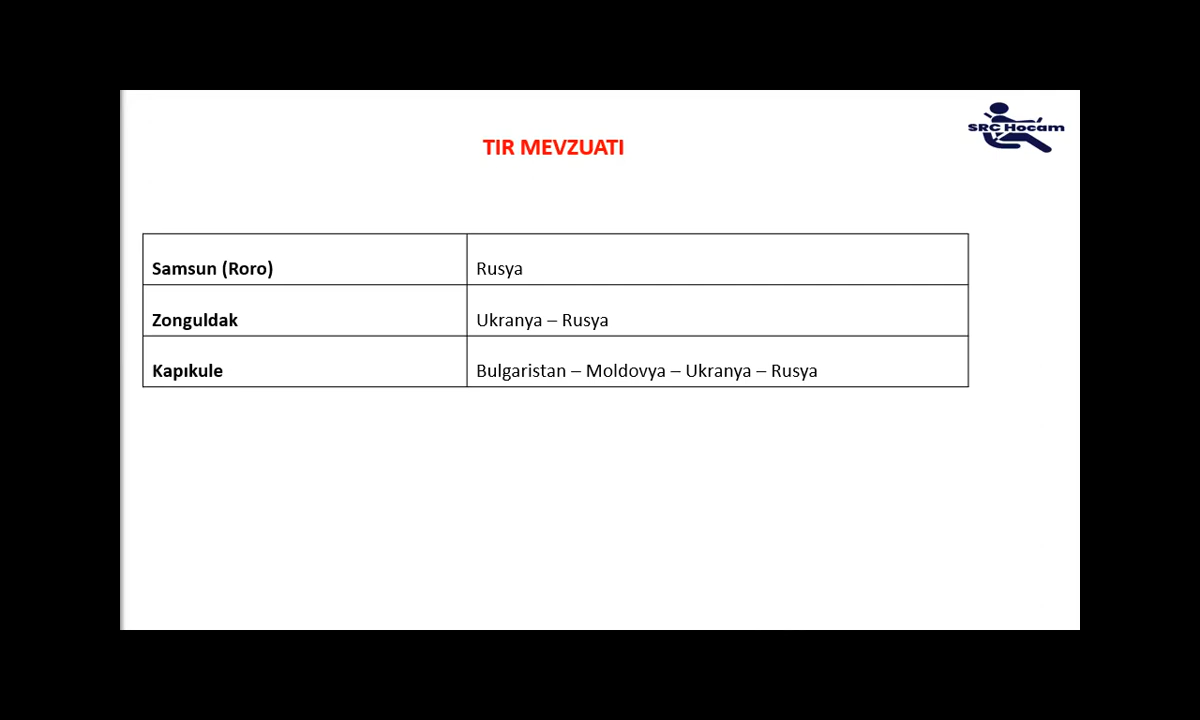 SRC Hocam
TIR MEVZUATI
Samsun (Roro) Rusya
Zonguldak Ukranya – Rusya
Kapıkule Bulgaristan – Moldovya – Ukranya – Rusya